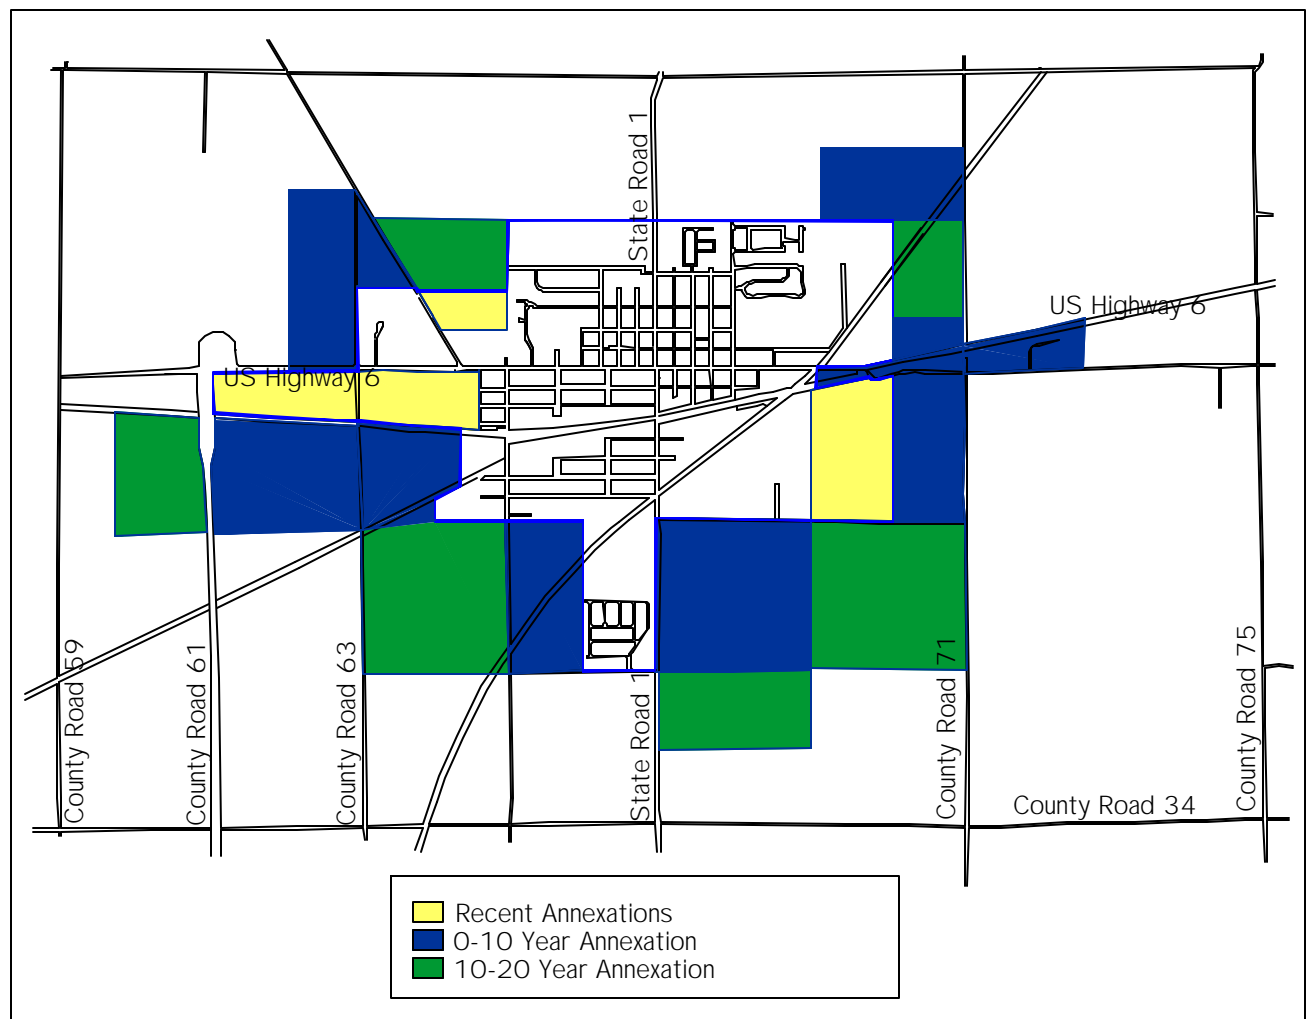 State Road 1
US Highway 6
US Highway 6
County Road 59
County Road 61
County Road 63
State Road 1
County Road 71
County Road 75
County Road 34
Recent Annexations
0-10 Year Annexation
10-20 Year Annexation